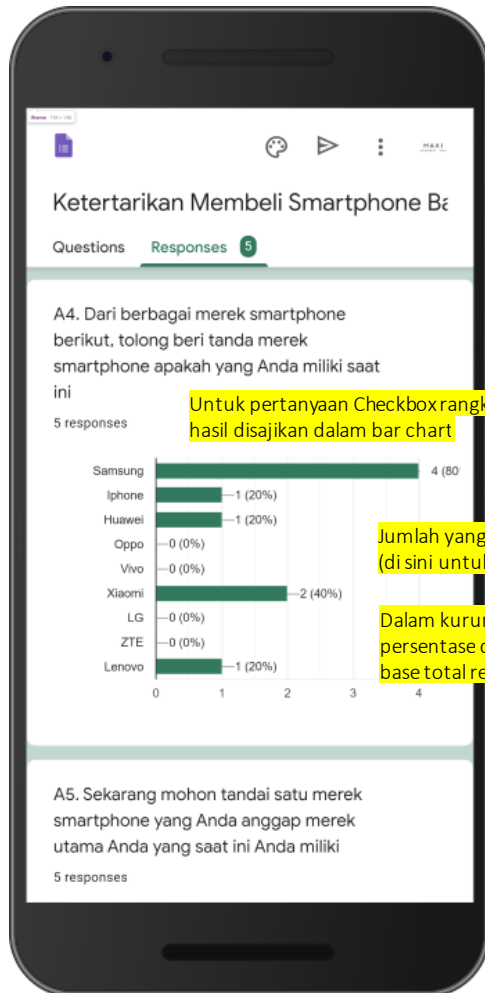 Ketertarikan Membeli Smartphone Ba
Questions Responses 5
A4. Dari berbagai merek smartphone
berikut, tolong beri tanda merek
smartphone apakah yang Anda miliki saat
ini
5 responses
Untuk pertanyaan Checkbox rangk
hasil disajikan dalam bar chart
Samsung 4 (80
Iphone 1 (20%)
Huawei 1 (20%)
Oppo 0 (0%)
Vivo 0 (0%)
Xiaomi 2 (40%)
LG 0 (0%)
ZTE 0 (0%)
Lenovo 1 (20%)
0 1 2 3 4
Jumlah yang
(di sini untuk
Dalam kurun
persentase d
base total re
A5. Sekarang mohon tandai satu merek
smartphone yang Anda anggap merek
utama Anda yang saat ini Anda miliki
5 responses